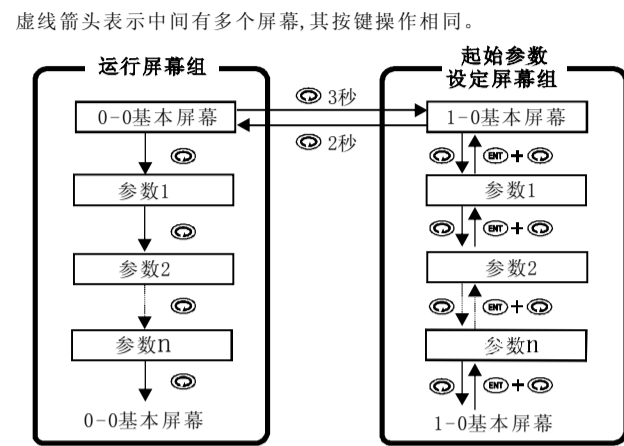 虚线箭头表示中间有多个屏幕,其按键操作相同。
运行屏幕组
起始参数
设定屏幕组
3秒
0-0基本屏幕
1-0基本屏幕
2秒
ENT +
参数1
参数1
ENT +
参数2
参数2
ENT +
参数n
参数n
ENT +
0-0基本屏幕
1-0基本屏幕